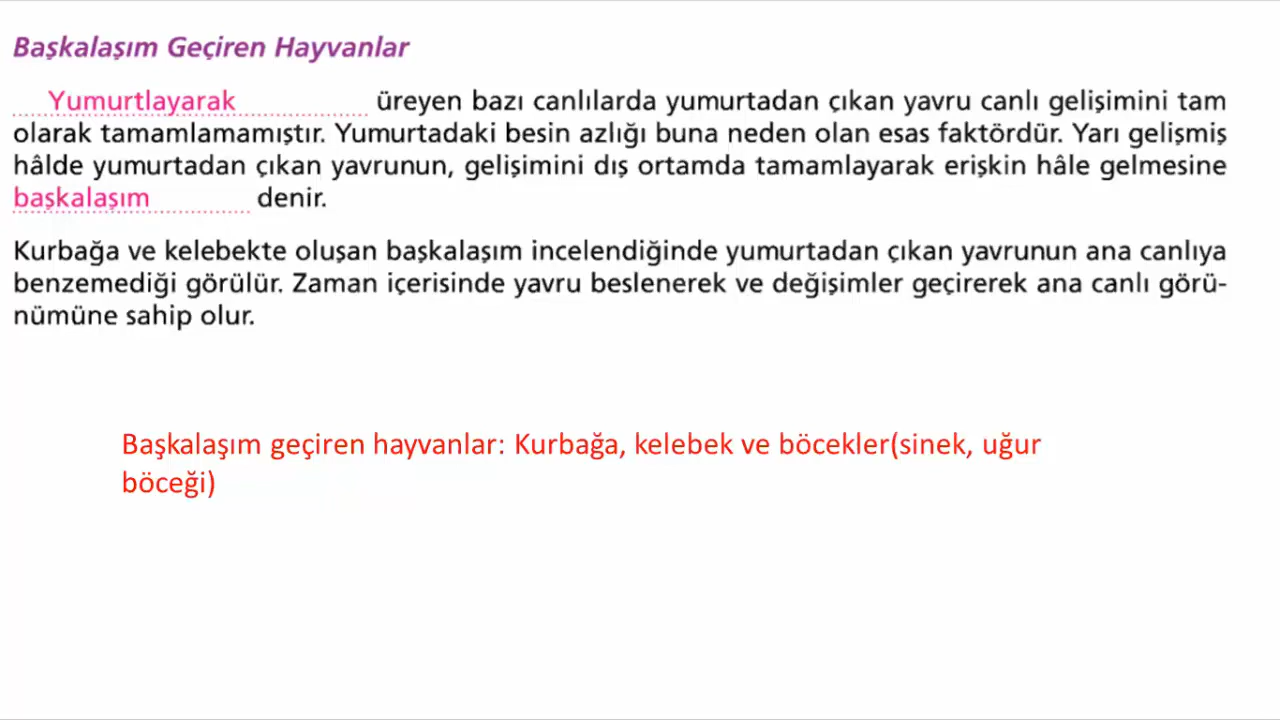 Başkalaşım Geçiren Hayvanlar
Yumurtlayarak üreyen bazı canlılarda yumurtadan çıkan yavru canlı gelişimini tam
olarak tamamlamamıştır. Yumurtadaki besin azlığı buna neden olan esas faktördür. Yarı gelişmiş
hâlde yumurtadan çıkan yavrunun, gelişimini dış ortamda tamamlayarak erişkin hâle gelmesine
başkalaşım denir.
Kurbağa ve kelebekte oluşan başkalaşım incelendiğinde yumurtadan çıkan yavrunun ana canlıya
benzemediği görülür. Zaman içerisinde yavru beslenerek ve değişimler geçirerek ana canlı görü-
nümüne sahip olur.
Başkalaşım geçiren hayvanlar: Kurbağa, kelebek ve böcekler(sinek, uğur
böceği)